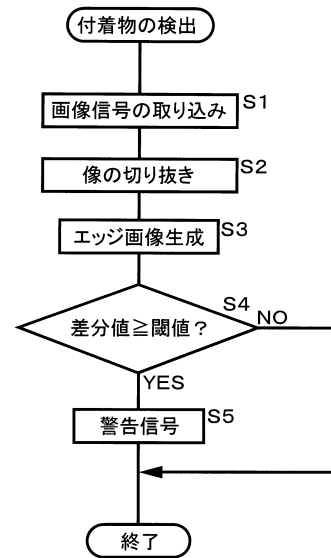 付着物の検出
画像信号の取り込み S1
像の切り抜き S2
エッジ画像生成 S3
差分値≧閾値？ S4
NO
YES
警告信号 S5
終了